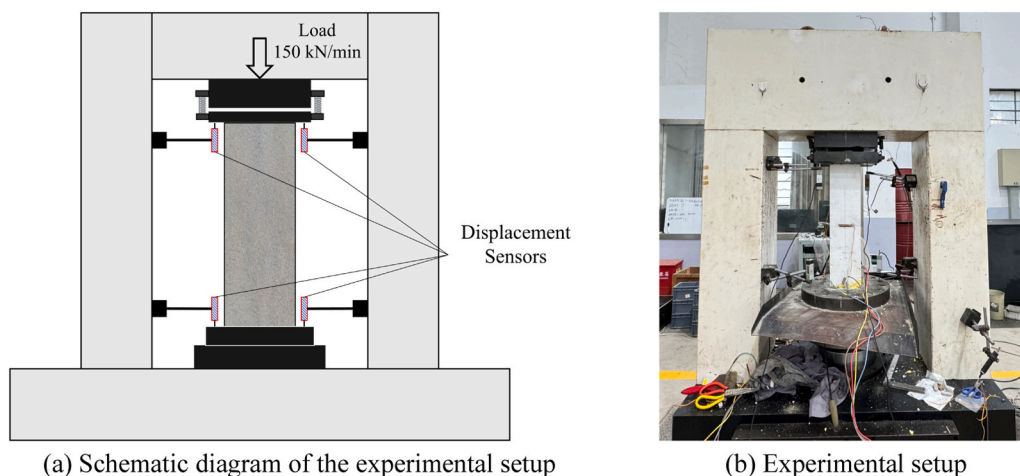 Load
150 kN/min
Displacement
Sensors
(a) Schematic diagram of the experimental setup
(b) Experimental setup